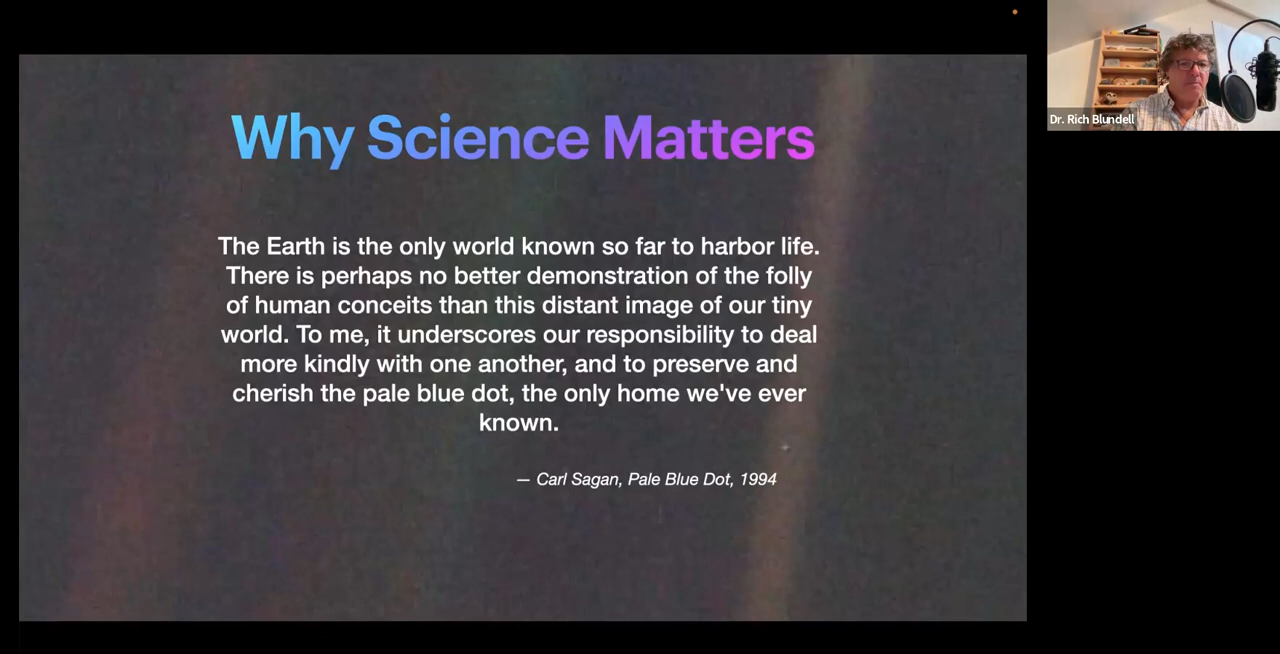 Why Science Matters
The Earth is the only world known so far to harbor life.
There is perhaps no better demonstration of the folly
of human conceits than this distant image of our tiny
world. To me, it underscores our responsibility to deal
more kindly with one another, and to preserve and
cherish the pale blue dot, the only home we've ever
known.
— Carl Sagan, Pale Blue Dot, 1994
Dr. Rich Blundell